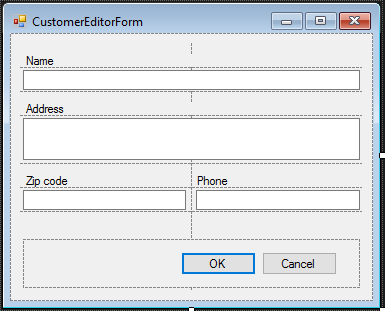 CustomerEditorForm
Name
Address
Zip code Phone
OK Cancel